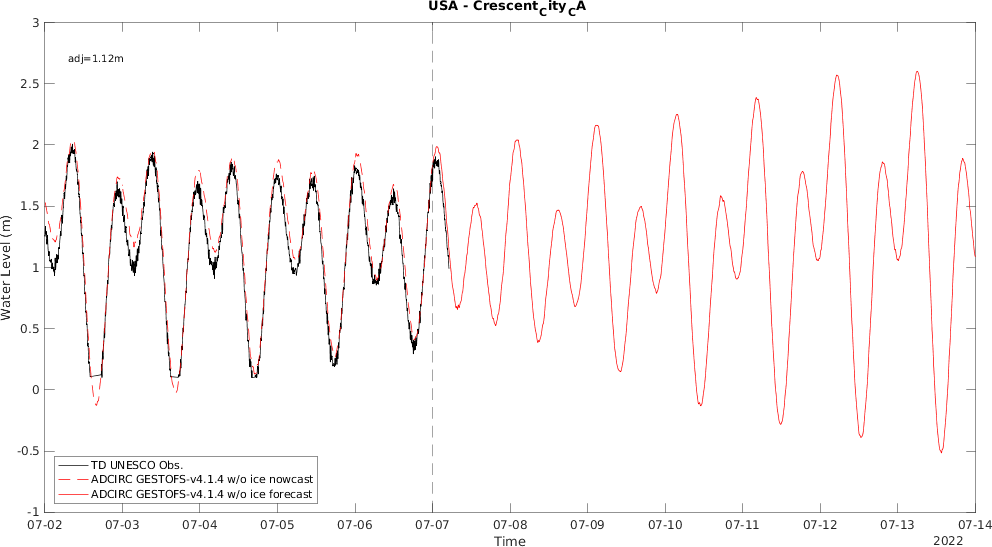 USA - Crescent_City_CA
3
adj=1.12m
2.5
2
1.5
1
0.5
0
-0.5
-1
Water Level (m)
TD UNESCO Obs.
ADCIRC GESTOFS-v4.1.4 w/o ice nowcast
ADCIRC GESTOFS-v4.1.4 w/o ice forecast
07-02 07-03 07-04 07-05 07-06 07-07 07-08 07-09 07-10 07-11 07-12 07-13 07-14
Time
2022